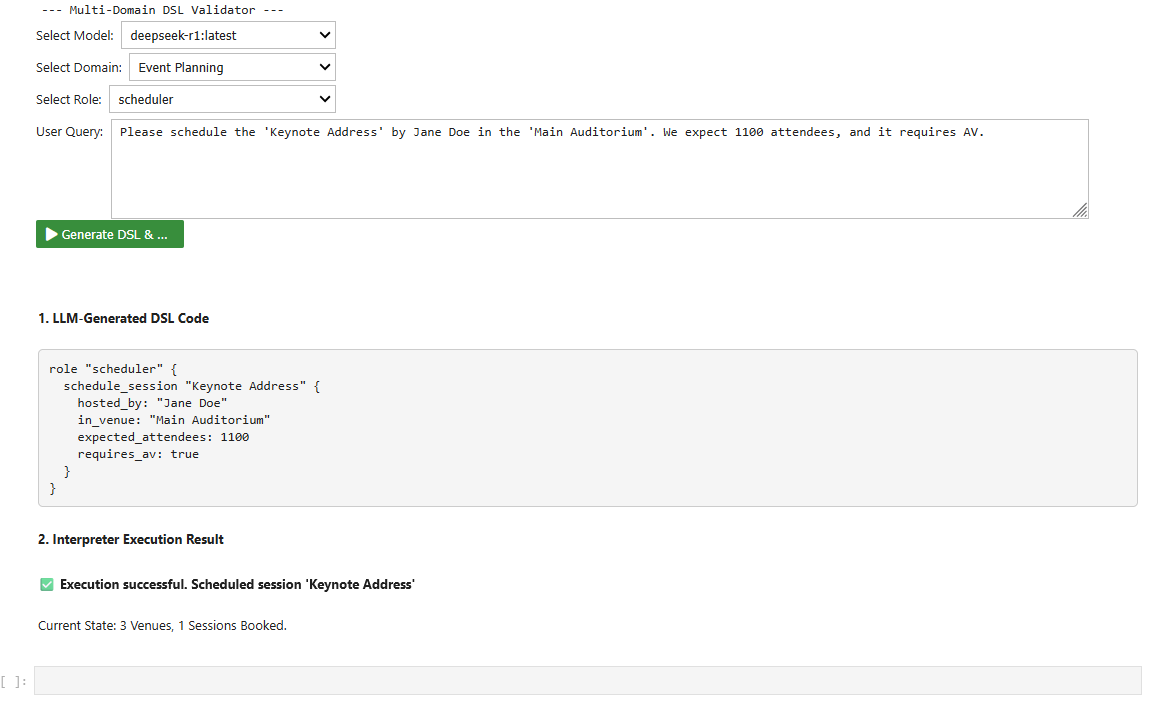 --- Multi-Domain DSL Validator ---
Select Model: deepseek-r1:latest
Select Domain: Event Planning
Select Role: scheduler
User Query: Please schedule the 'Keynote Address' by Jane Doe in the 'Main Auditorium'. We expect 1100 attendees, and it requires AV.
Generate DSL & ...
1. LLM-Generated DSL Code
role "scheduler" {
  schedule_session "Keynote Address" {
    hosted_by: "Jane Doe"
    in_venue: "Main Auditorium"
    expected_attendees: 1100
    requires_av: true
  }
}
2. Interpreter Execution Result
✅ Execution successful. Scheduled session 'Keynote Address'
Current State: 3 Venues, 1 Sessions Booked.
[ ]: